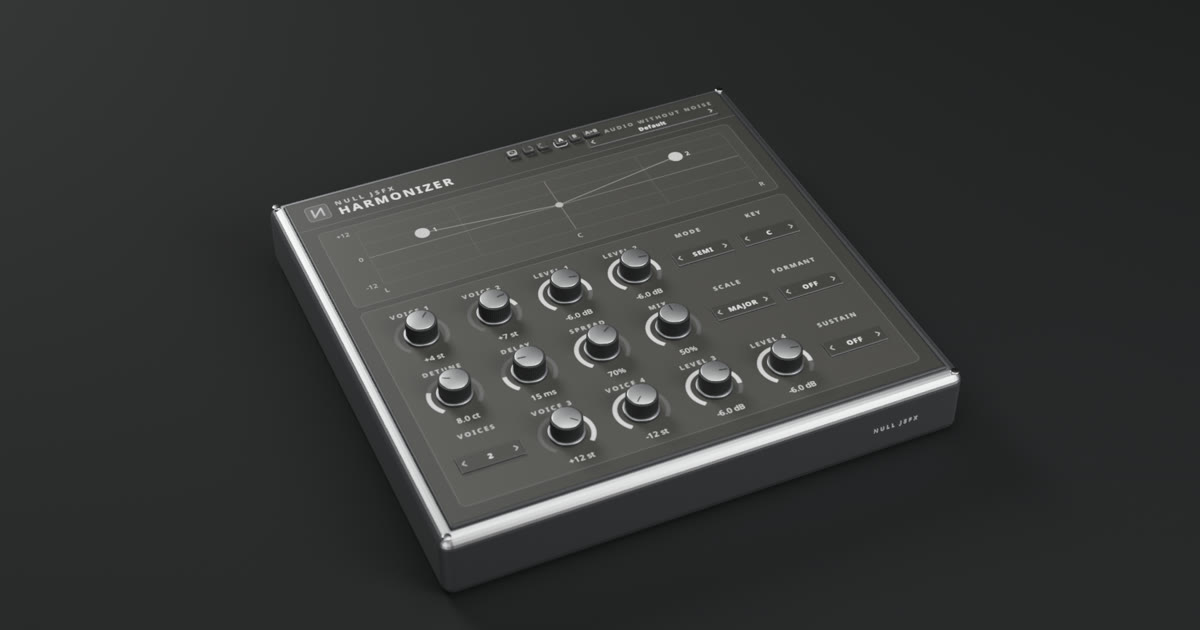 AUDIO WITHOUT NOISE
Default
NULL JSFX
HARMONIZER
A B
+12
0
-12
L
C
R
1
2
VOICE 1
+4 st
VOICE 2
+7 st
LEVEL 1
-6.0 dB
LEVEL 2
-6.0 dB
MODE
SEMI
KEY
C
DETUNE
8.0 ct
DELAY
15 ms
SPREAD
70%
MIX
50%
SCALE
MAJOR
FORMANT
OFF
VOICES
2
VOICE 3
+12 st
VOICE 4
-12 st
LEVEL 3
-6.0 dB
LEVEL 4
-6.0 dB
SUSTAIN
OFF
NULL JSFX